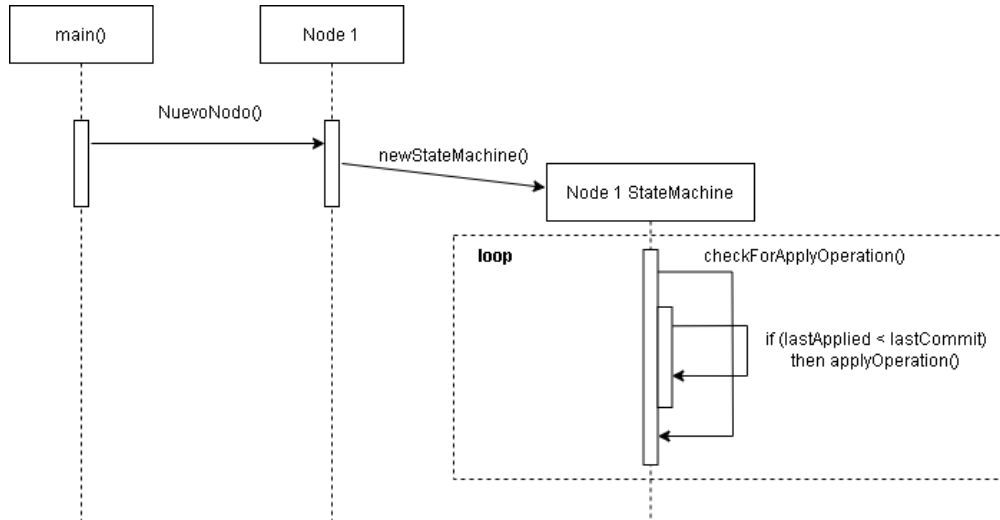 main()
Node 1
NuevoNodo()
newStateMachine()
Node 1 StateMachine
loop
checkForApplyOperation()
if (lastApplied < lastCommit)
then applyOperation()